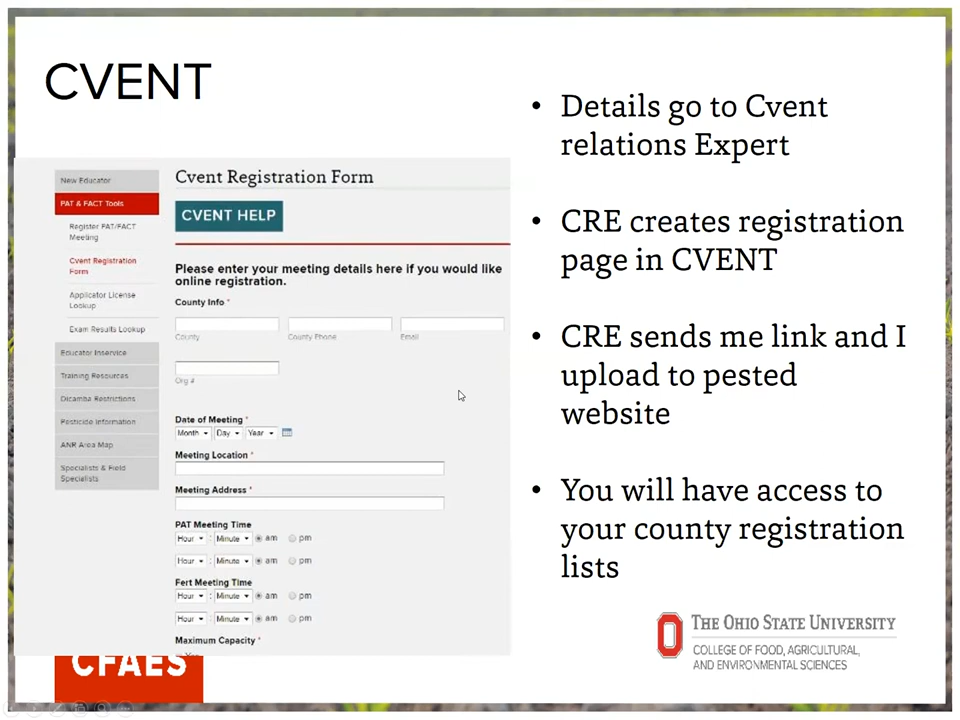 CVENT
New Educator
PAT & FACT Tools
Register PAT/FACT
Meeting
Cvent Registration
Form
Applicator License
Lookup
Exam Results Lookup
Educator Inservice
Training Resources
Dicamba Restrictions
Pesticide Information
ANR Area Map
Specialists & Field
Specialists
Cvent Registration Form
CVENT HELP
Please enter your meeting details here if you would like
online registration.
County Info *
County County Phone Email
Org #
Date of Meeting *
Month Day Year
Meeting Location *
Meeting Address *
PAT Meeting Time
Hour : Minute am pm
Hour : Minute am pm
Fert Meeting Time
Hour : Minute am pm
Hour : Minute am pm
Maximum Capacity *
• Details go to Cvent
relations Expert
• CRE creates registration
page in CVENT
• CRE sends me link and I
upload to pested
website
• You will have access to
your county registration
lists
CFAES
THE OHIO STATE UNIVERSITY
COLLEGE OF FOOD, AGRICULTURAL,
AND ENVIRONMENTAL SCIENCES